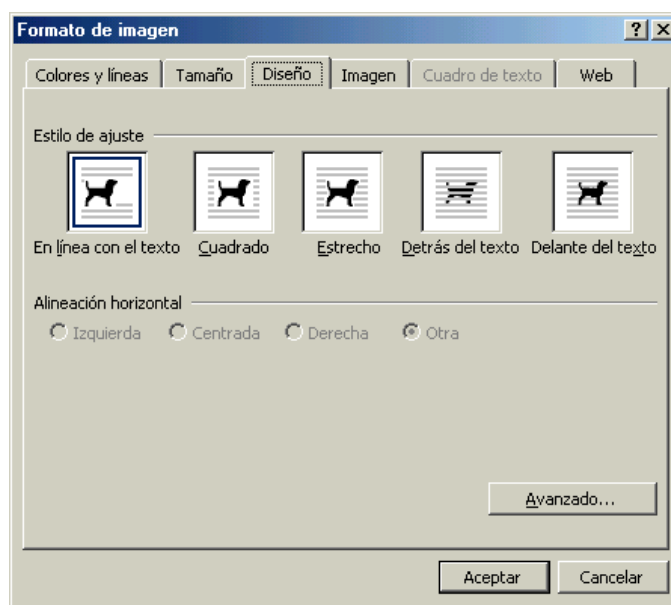 Formato de imagen
Colores y líneas Tamaño Diseño Imagen Cuadro de texto Web
Estilo de ajuste
En línea con el texto Cuadrado Estrecho Detrás del texto Delante del texto
Alineación horizontal
Izquierda Centrada Derecha Otra
Avanzado...
Aceptar Cancelar